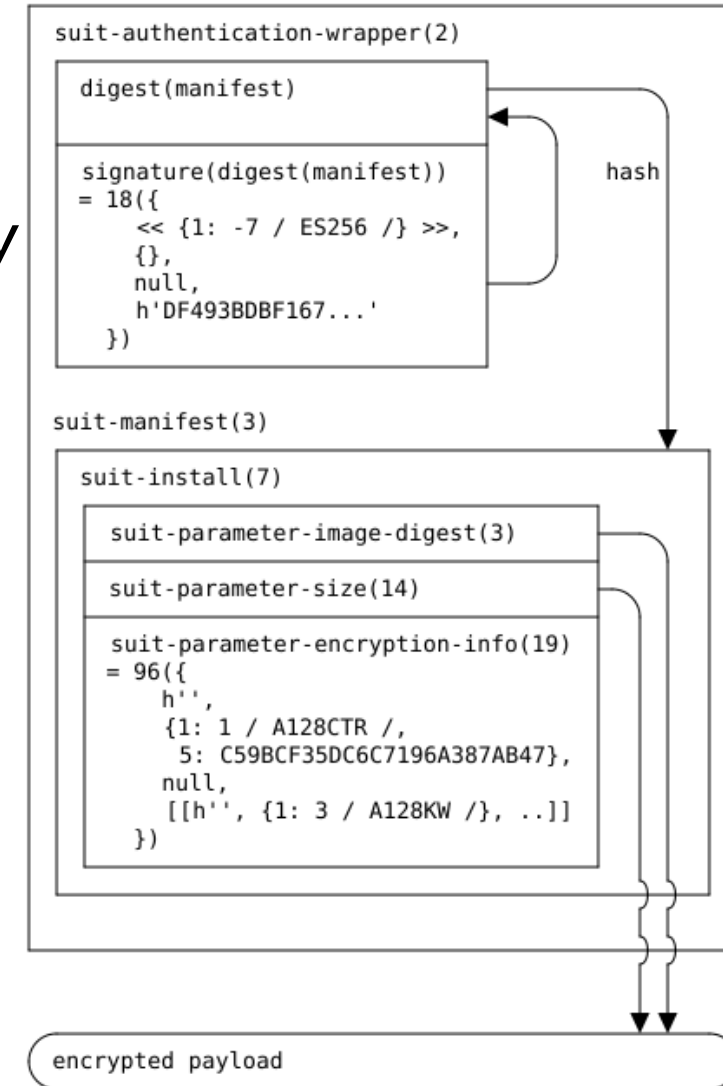 suit-authentication-wrapper(2)
digest(manifest)
signature(digest(manifest))
= 18({
<< {1: -7 / ES256 /} >>,
{},
null,
h'DF493BDBF167...'
})
hash
suit-manifest(3)
suit-install(7)
suit-parameter-image-digest(3)
suit-parameter-size(14)
suit-parameter-encryption-info(19)
= 96({
h'',
{1: 1 / A128CTR /,
5: C59BCF35DC6C7196A387AB47},
null,
[[h'', {1: 3 / A128KW /}, ..]]
})
encrypted payload